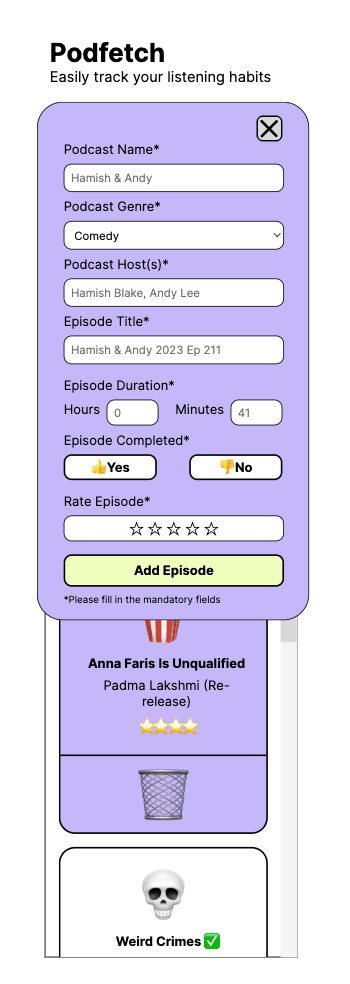 Podfetch
Easily track your listening habits
Podcast Name*
Hamish & Andy
Podcast Genre*
Comedy
Podcast Host(s)*
Hamish Blake, Andy Lee
Episode Title*
Hamish & Andy 2023 Ep 211
Episode Duration*
Hours 0 Minutes 41
Episode Completed*
👍Yes 👎No
Rate Episode*
☆☆☆☆☆
Add Episode
*Please fill in the mandatory fields
Anna Faris Is Unqualified
Padma Lakshmi (Re-
release)
⭐⭐⭐⭐
Weird Crimes ✅